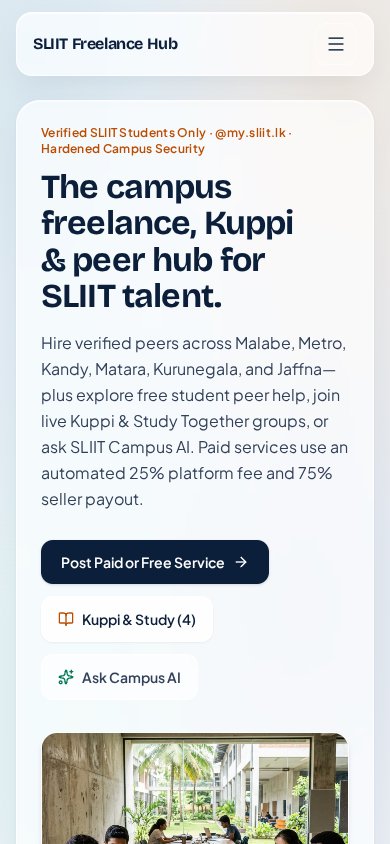 SLIIT Freelance Hub
Verified SLIIT Students Only · @my.sliit.lk ·
Hardened Campus Security
The campus
freelance, Kuppi
& peer hub for
SLIIT talent.
Hire verified peers across Malabe, Metro,
Kandy, Matara, Kurunegala, and Jaffna—
plus explore free student peer help, join
live Kuppi & Study Together groups, or
ask SLIIT Campus AI. Paid services use an
automated 25% platform fee and 75%
seller payout.
Post Paid or Free Service →
Kuppi & Study (4)
Ask Campus AI